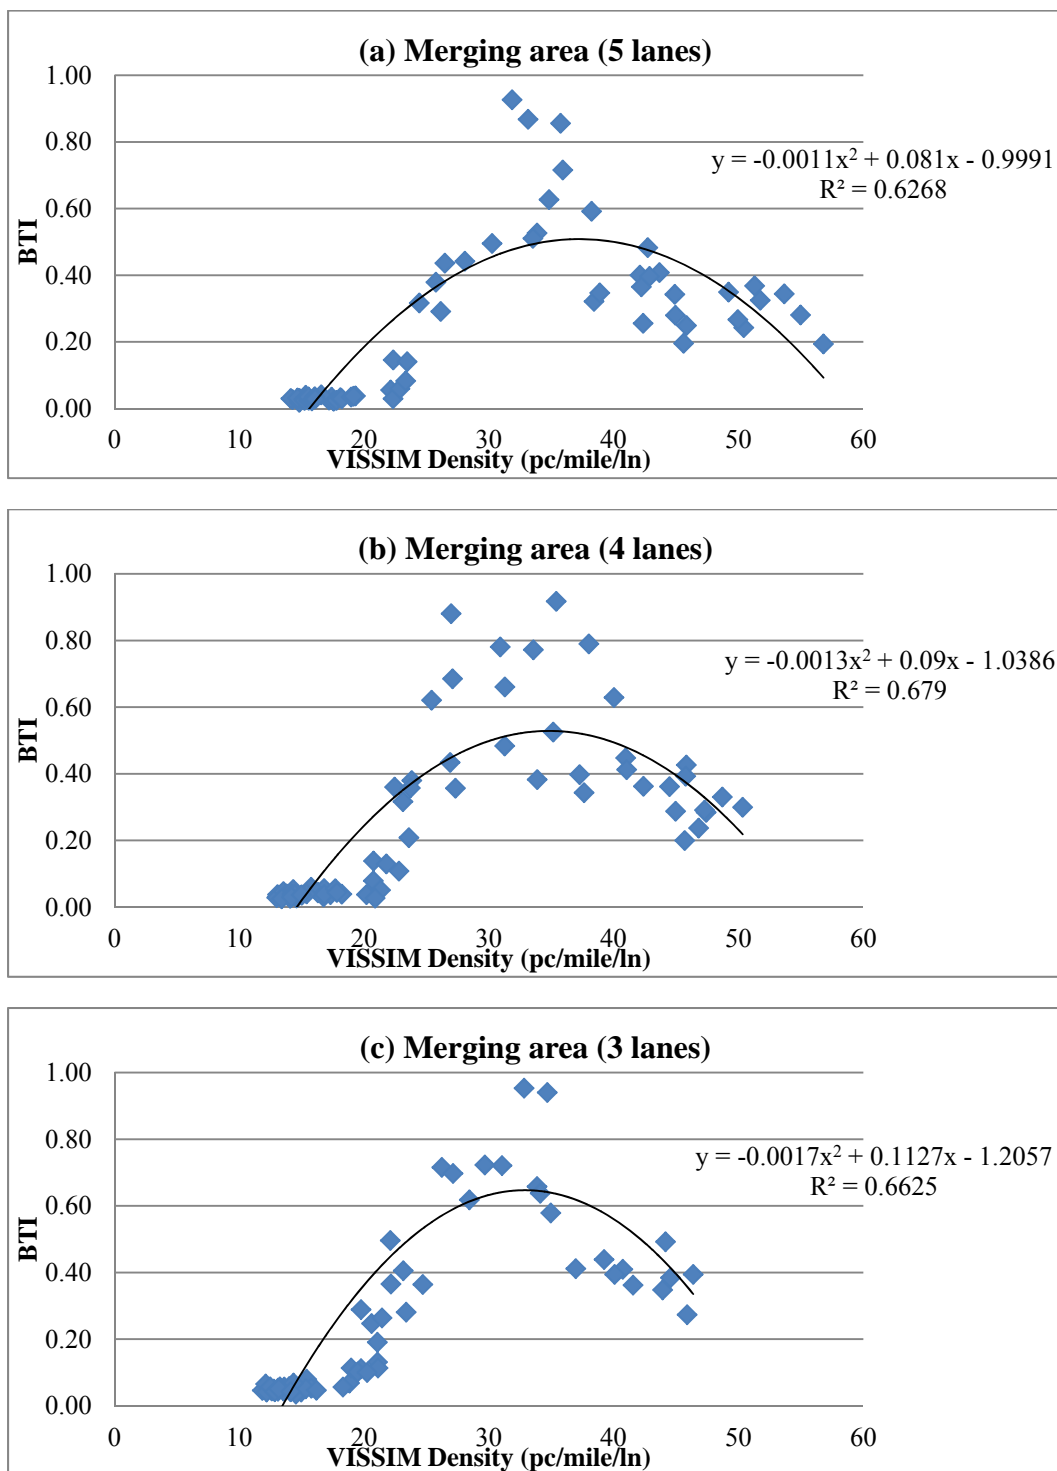 (a) Merging area (5 lanes)
1.00
0.80
0.60
0.40
0.20
0.00
BTI
y = -0.0011x² + 0.081x - 0.9991
R² = 0.6268
0 10 20 30 40 50 60
VISSIM Density (pc/mile/ln)
(b) Merging area (4 lanes)
1.00
0.80
0.60
0.40
0.20
0.00
BTI
y = -0.0013x² + 0.09x - 1.0386
R² = 0.679
0 10 20 30 40 50 60
VISSIM Density (pc/mile/ln)
(c) Merging area (3 lanes)
1.00
0.80
0.60
0.40
0.20
0.00
BTI
y = -0.0017x² + 0.1127x - 1.2057
R² = 0.6625
0 10 20 30 40 50 60
VISSIM Density (pc/mile/ln)